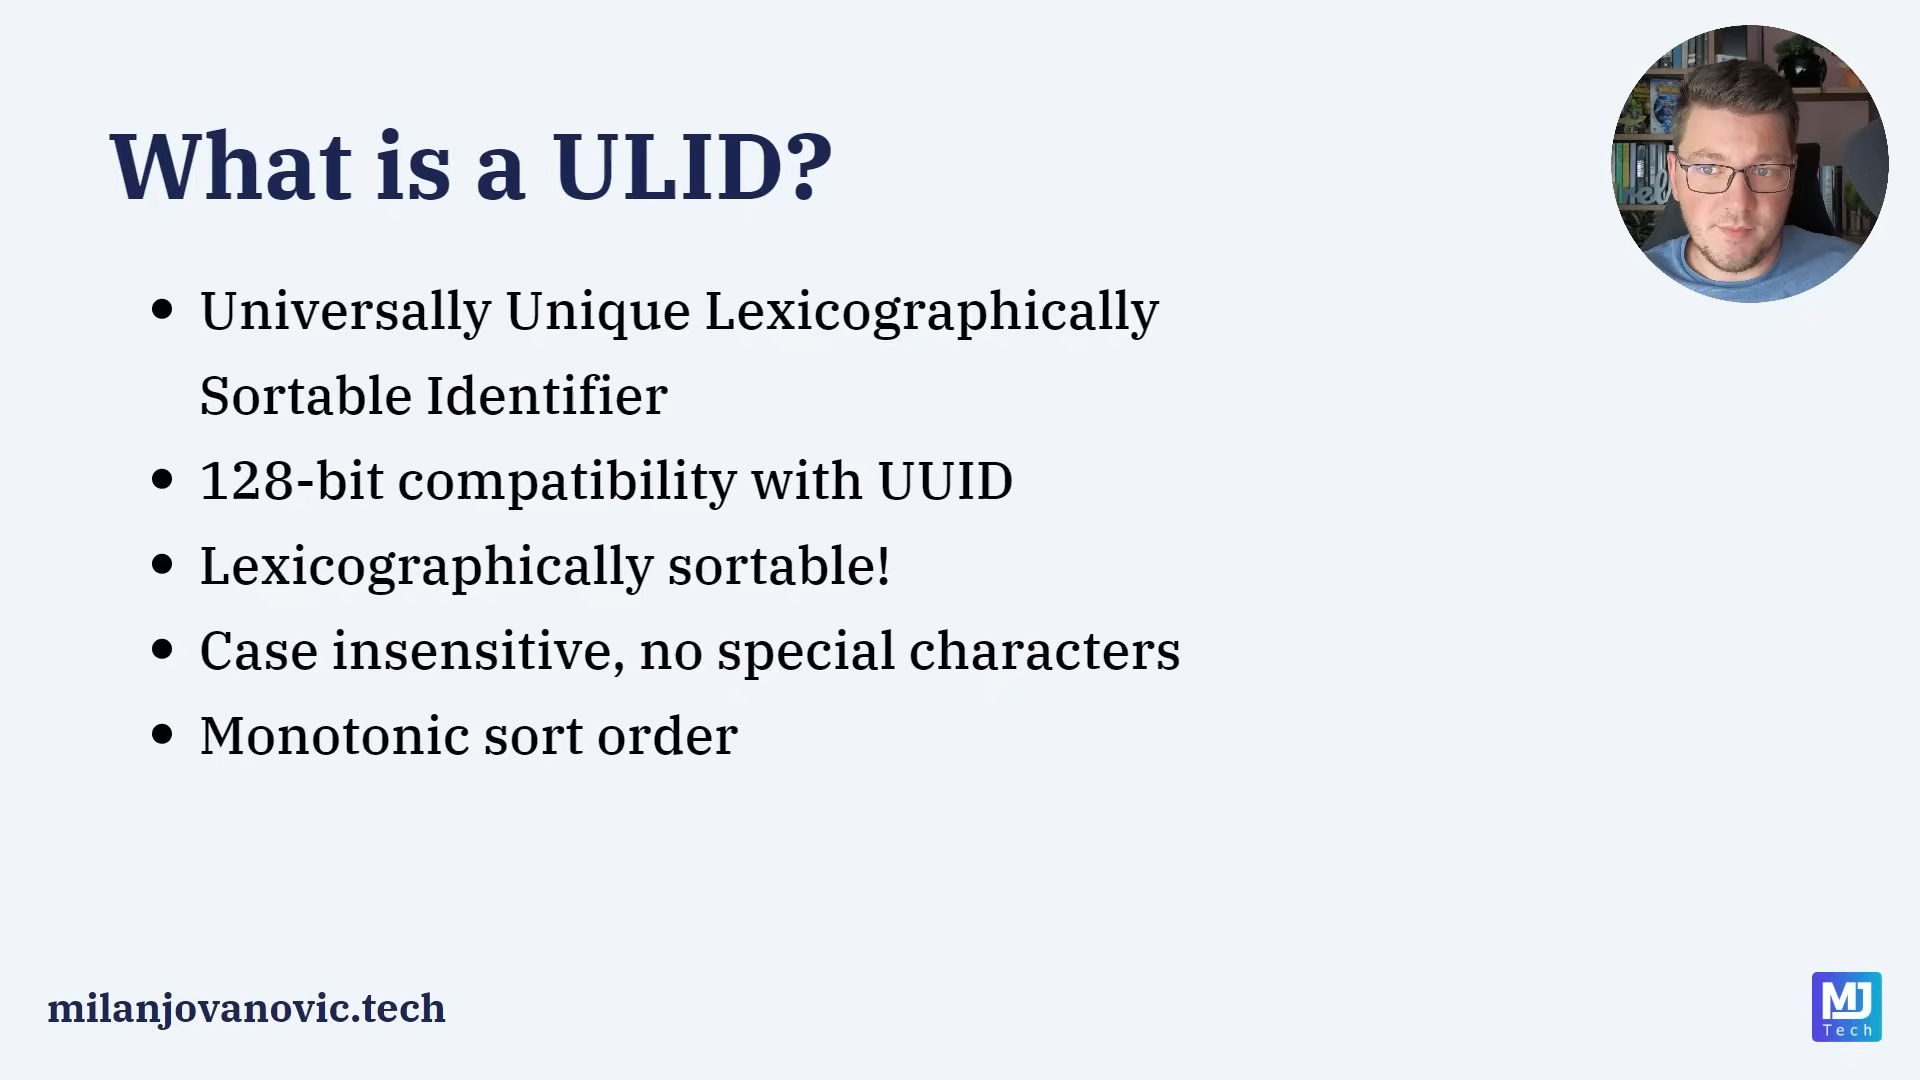 What is a ULID?
• Universally Unique Lexicographically
Sortable Identifier
• 128-bit compatibility with UUID
• Lexicographically sortable!
• Case insensitive, no special characters
• Monotonic sort order
milanjovanovic.tech
MJ
Tech